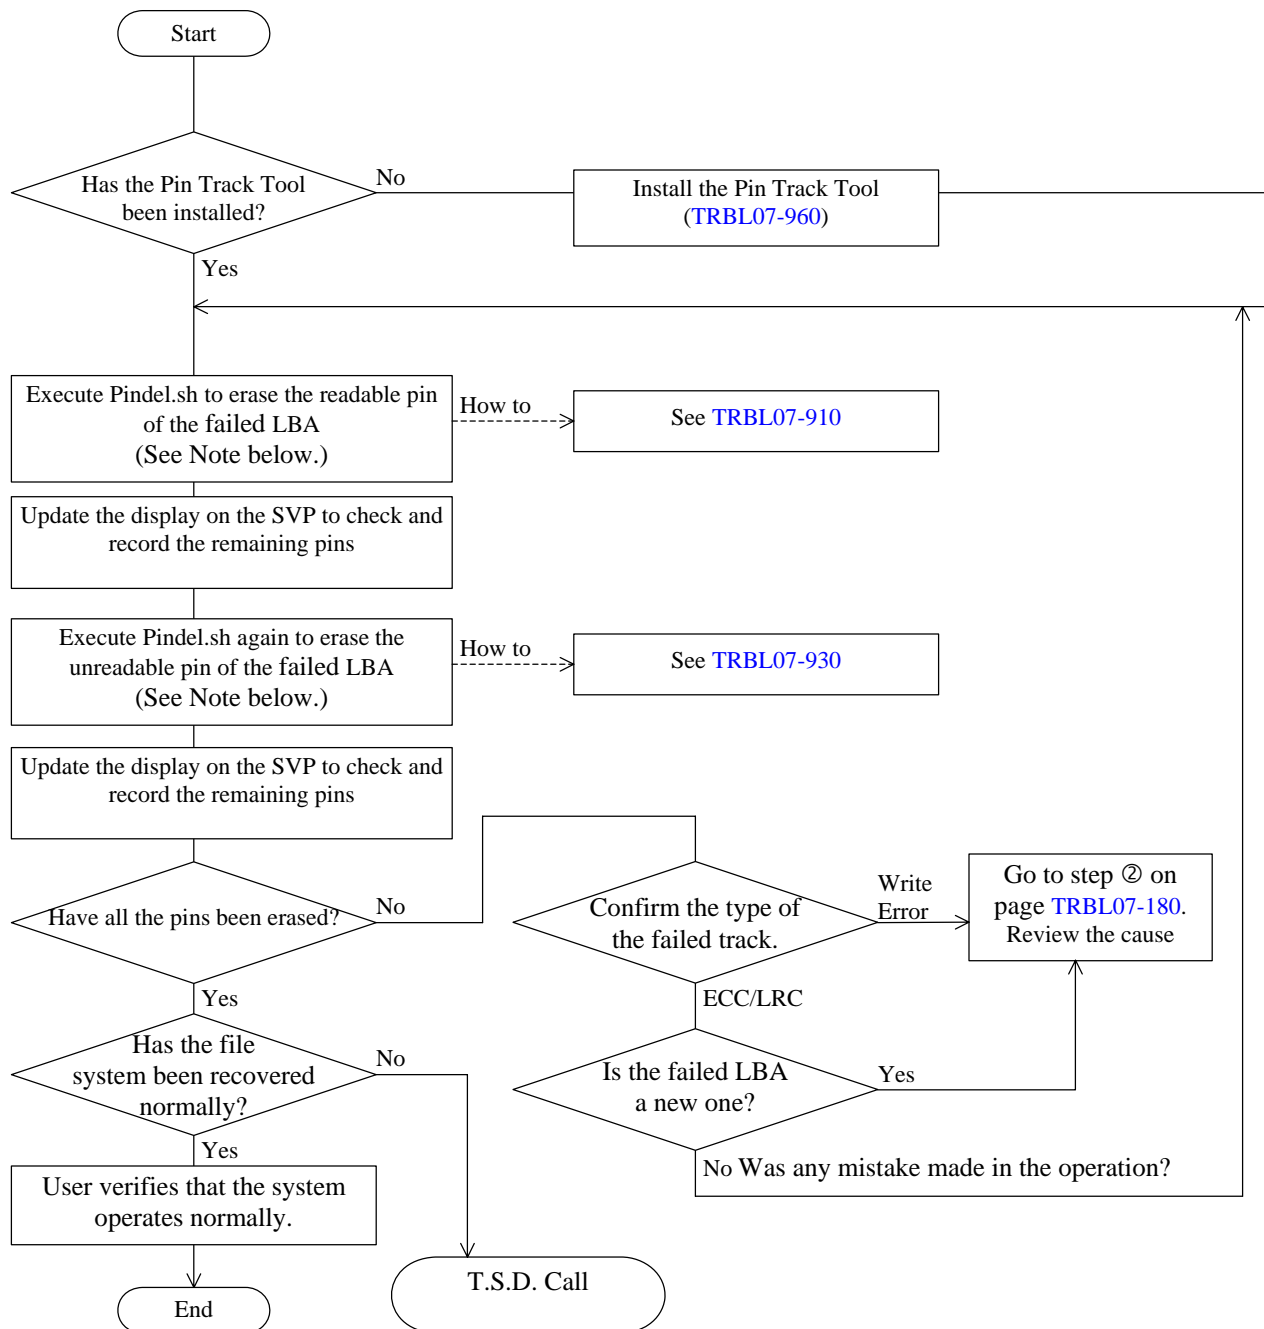 Start
Has the Pin Track Tool
been installed?
No
Install the Pin Track Tool
(TRBL07-960)
Yes
Execute Pindel.sh to erase the readable pin
of the failed LBA
(See Note below.)
How to
See TRBL07-910
Update the display on the SVP to check and
record the remaining pins
Execute Pindel.sh again to erase the
unreadable pin of the failed LBA
(See Note below.)
How to
See TRBL07-930
Update the display on the SVP to check and
record the remaining pins
Have all the pins been erased?
No
Confirm the type of
the failed track.
Write
Error
Go to step ② on
page TRBL07-180.
Review the cause
Yes
ECC/LRC
Has the file
system been recovered
normally?
No
Is the failed LBA
a new one?
Yes
Yes
No Was any mistake made in the operation?
User verifies that the system
operates normally.
T.S.D. Call
End